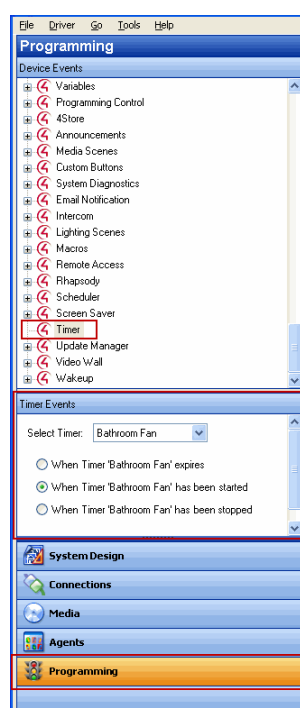 File Driver Go Tools Help
Programming
Device Events
Variables
Programming Control
4Store
Announcements
Media Scenes
Custom Buttons
System Diagnostics
Email Notification
Intercom
Lighting Scenes
Macros
Remote Access
Rhapsody
Scheduler
Screen Saver
Timer
Update Manager
Video Wall
Wakeup
Timer Events
Select Timer: Bathroom Fan
When Timer 'Bathroom Fan' expires
When Timer 'Bathroom Fan' has been started
When Timer 'Bathroom Fan' has been stopped
System Design
Connections
Media
Agents
Programming